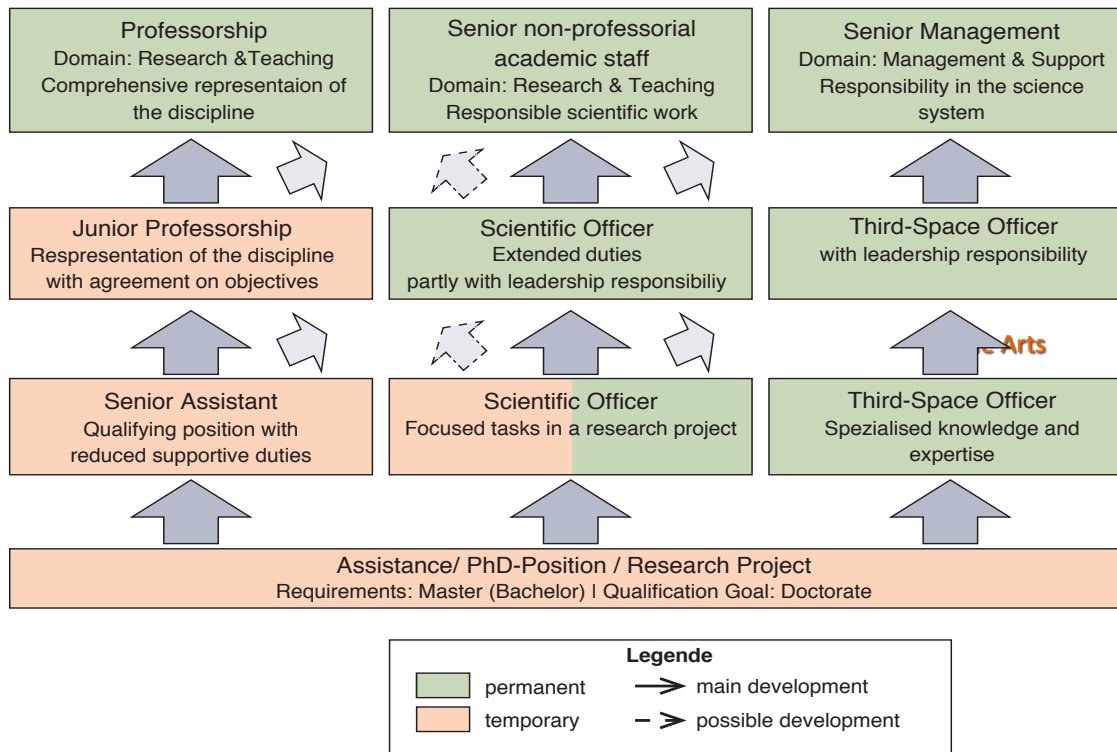 Professorship
Domain: Research &Teaching
Comprehensive representaion of
the discipline
Senior non-professorial
academic staff
Domain: Research & Teaching
Responsible scientific work
Senior Management
Domain: Management & Support
Responsibility in the science
system
Junior Professorship
Respresentation of the discipline
with agreement on objectives
Scientific Officer
Extended duties
partly with leadership responsibiliy
Third-Space Officer
with leadership responsibility
Arts
Senior Assistant
Qualifying position with
reduced supportive duties
Scientific Officer
Focused tasks in a research project
Third-Space Officer
Spezialised knowledge and
expertise
Assistance/ PhD-Position / Research Project
Requirements: Master (Bachelor) I Qualification Goal: Doctorate
Legende
permanent
main development
temporary
possible development